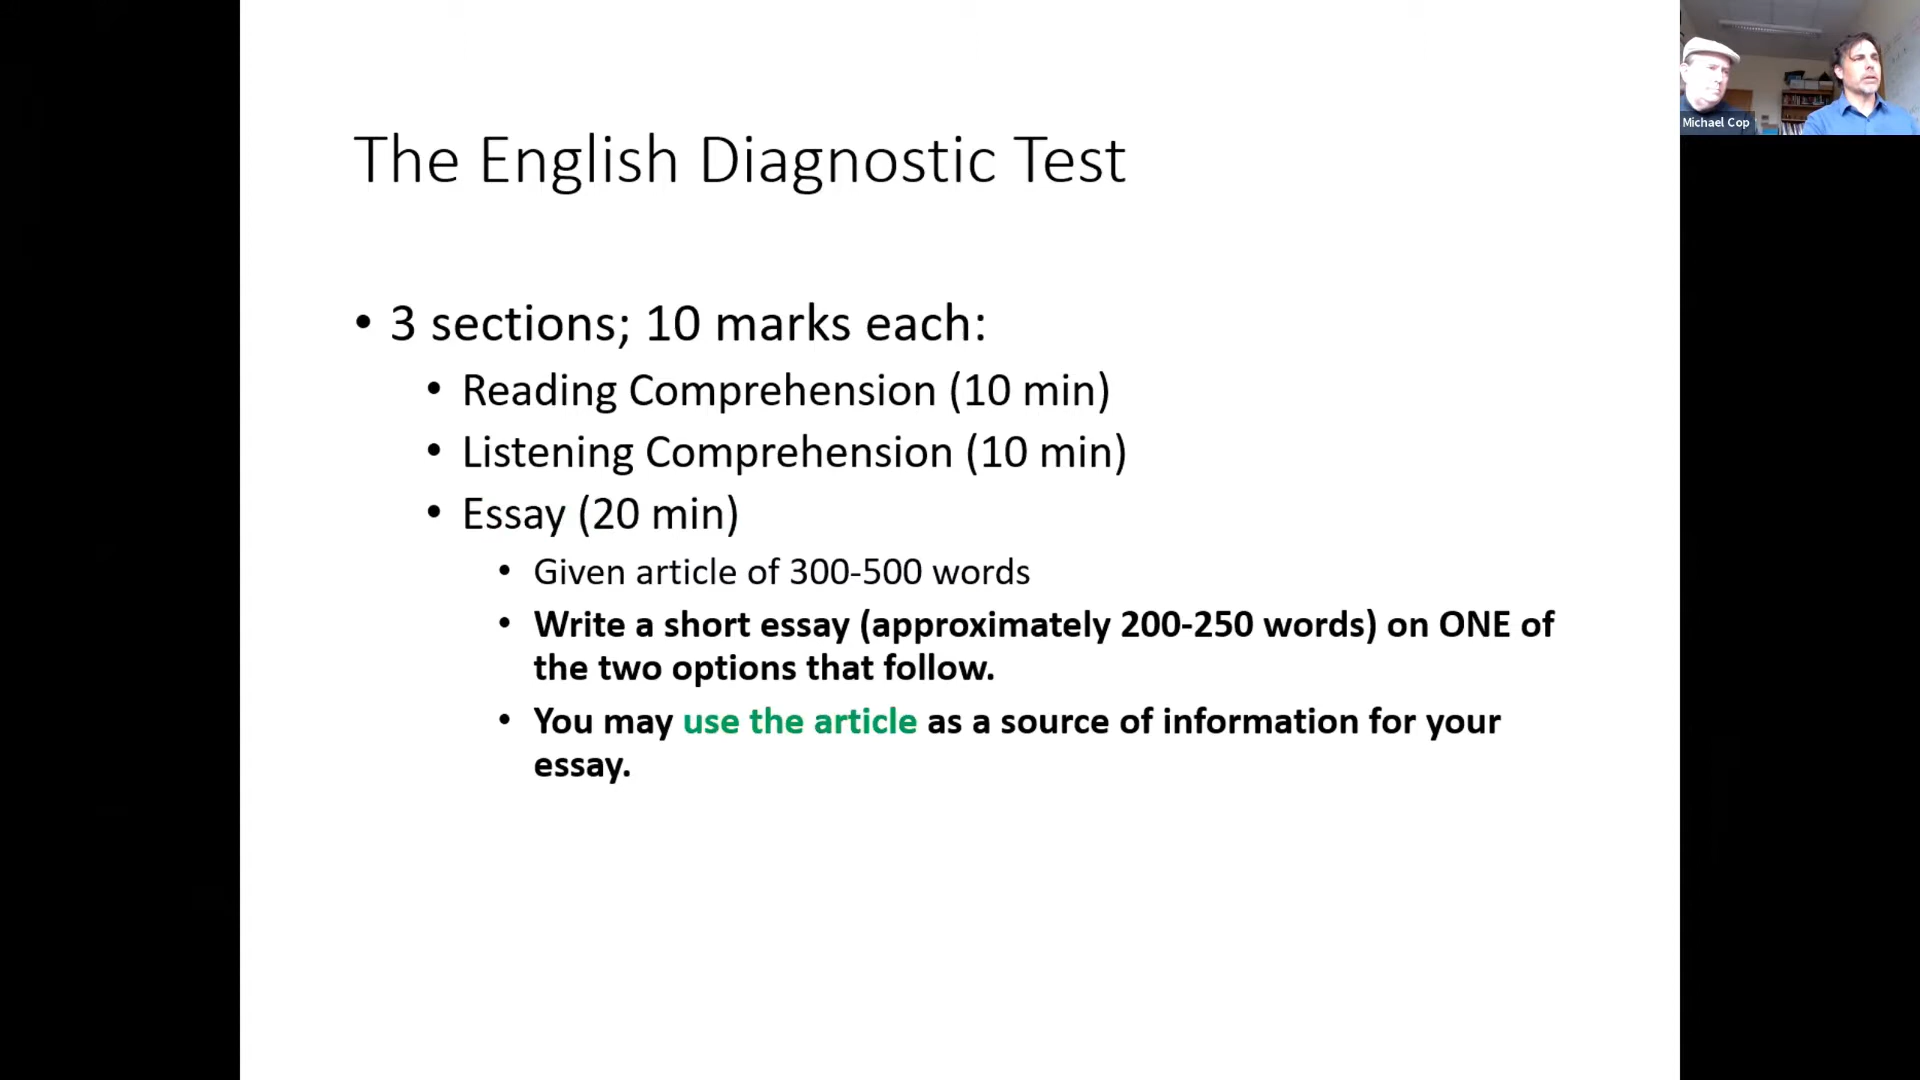 The English Diagnostic Test
• 3 sections; 10 marks each:
• Reading Comprehension (10 min)
• Listening Comprehension (10 min)
• Essay (20 min)
• Given article of 300-500 words
• Write a short essay (approximately 200-250 words) on ONE of
the two options that follow.
• You may use the article as a source of information for your
essay.
Michael Cop